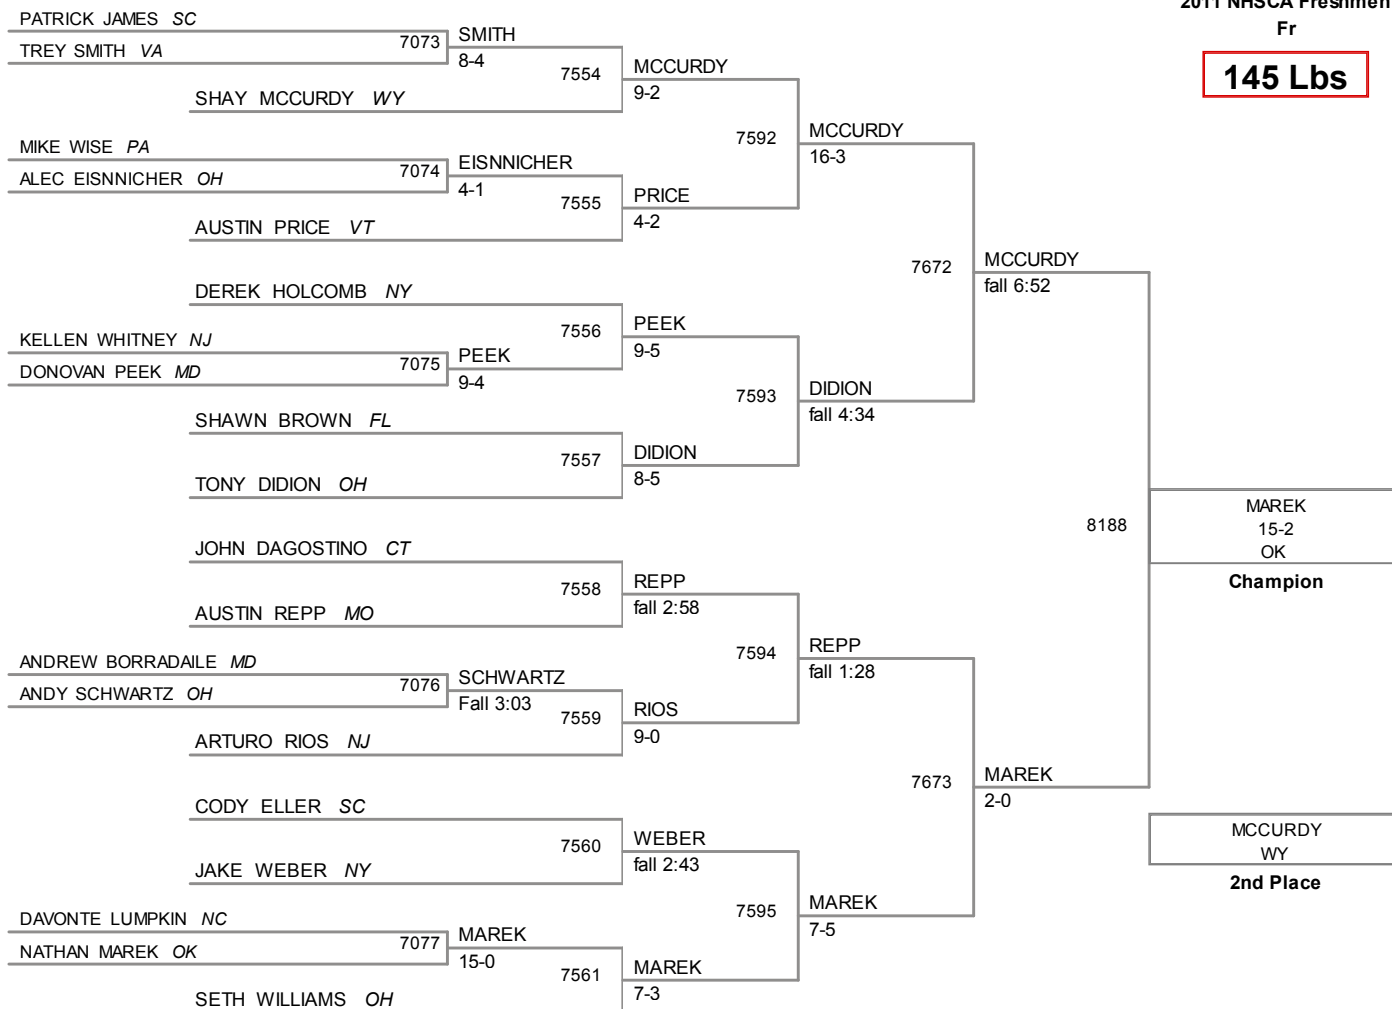 2011 NHSCA Freshmen
Fr
145 Lbs
PATRICK JAMES SC
TREY SMITH VA
7073
SMITH
8-4
SHAY MCCURDY WY
7554
MCCURDY
9-2
MIKE WISE PA
ALEC EISNNICHER OH
7074
EISNNICHER
4-1
AUSTIN PRICE VT
7555
PRICE
4-2
7592
MCCURDY
16-3
DEREK HOLCOMB NY
KELLEN WHITNEY NJ
DONOVAN PEEK MD
7075
PEEK
9-4
7556
PEEK
9-5
SHAWN BROWN FL
TONY DIDION OH
7557
DIDION
8-5
7593
DIDION
fall 4:34
7672
MCCURDY
fall 6:52
JOHN DAGOSTINO CT
AUSTIN REPP MO
7558
REPP
fall 2:58
ANDREW BORRADAILE MD
ANDY SCHWARTZ OH
7076
SCHWARTZ
Fall 3:03
ARTURO RIOS NJ
7559
RIOS
9-0
7594
REPP
fall 1:28
CODY ELLER SC
JAKE WEBER NY
7560
WEBER
fall 2:43
DAVONTE LUMPKIN NC
NATHAN MAREK OK
7077
MAREK
15-0
SETH WILLIAMS OH
7561
MAREK
7-3
7595
MAREK
7-5
7673
MAREK
2-0
8188
MAREK
15-2
OK
Champion
MCCURDY
WY
2nd Place